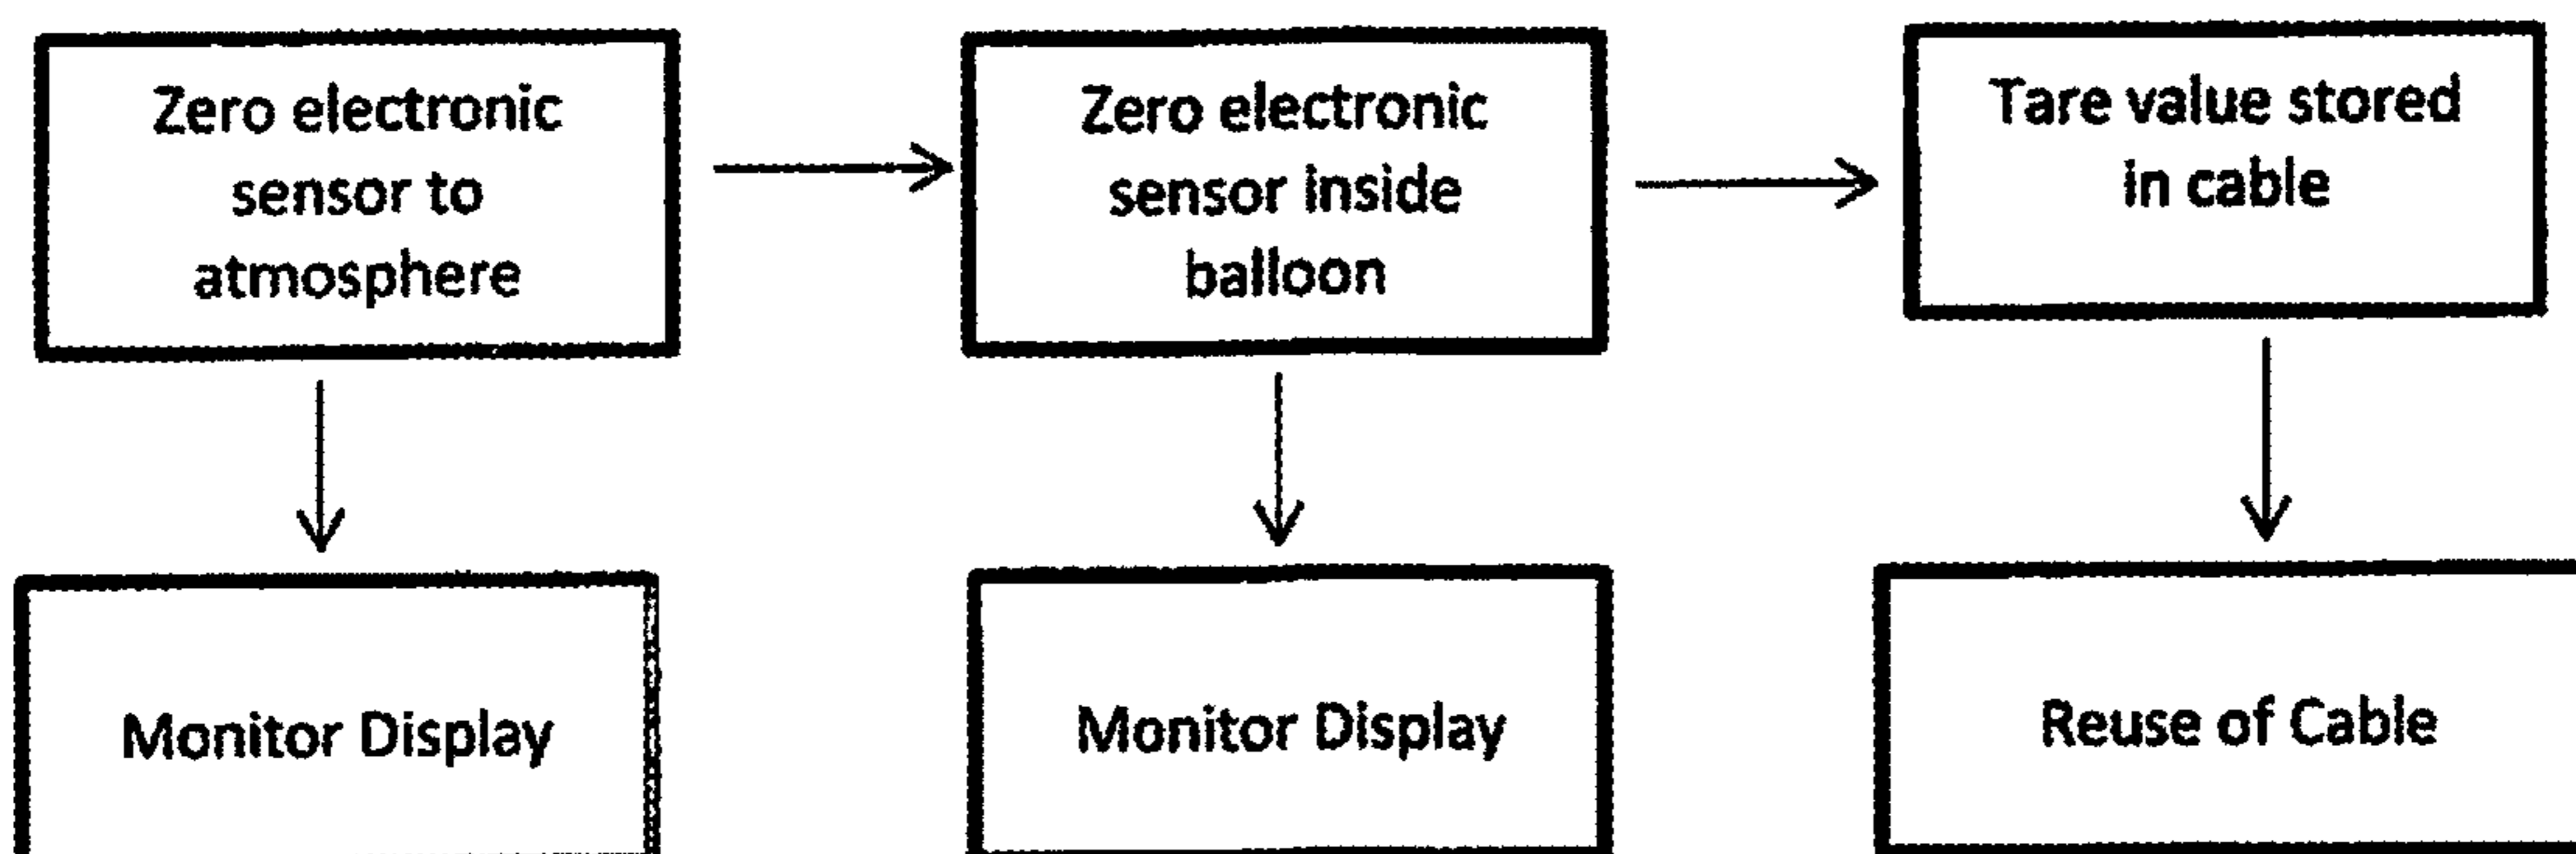 Zero electronic
sensor to
atmosphere
Zero electronic
sensor inside
balloon
Tare value stored
in cable
Monitor Display
Monitor Display
Reuse of Cable